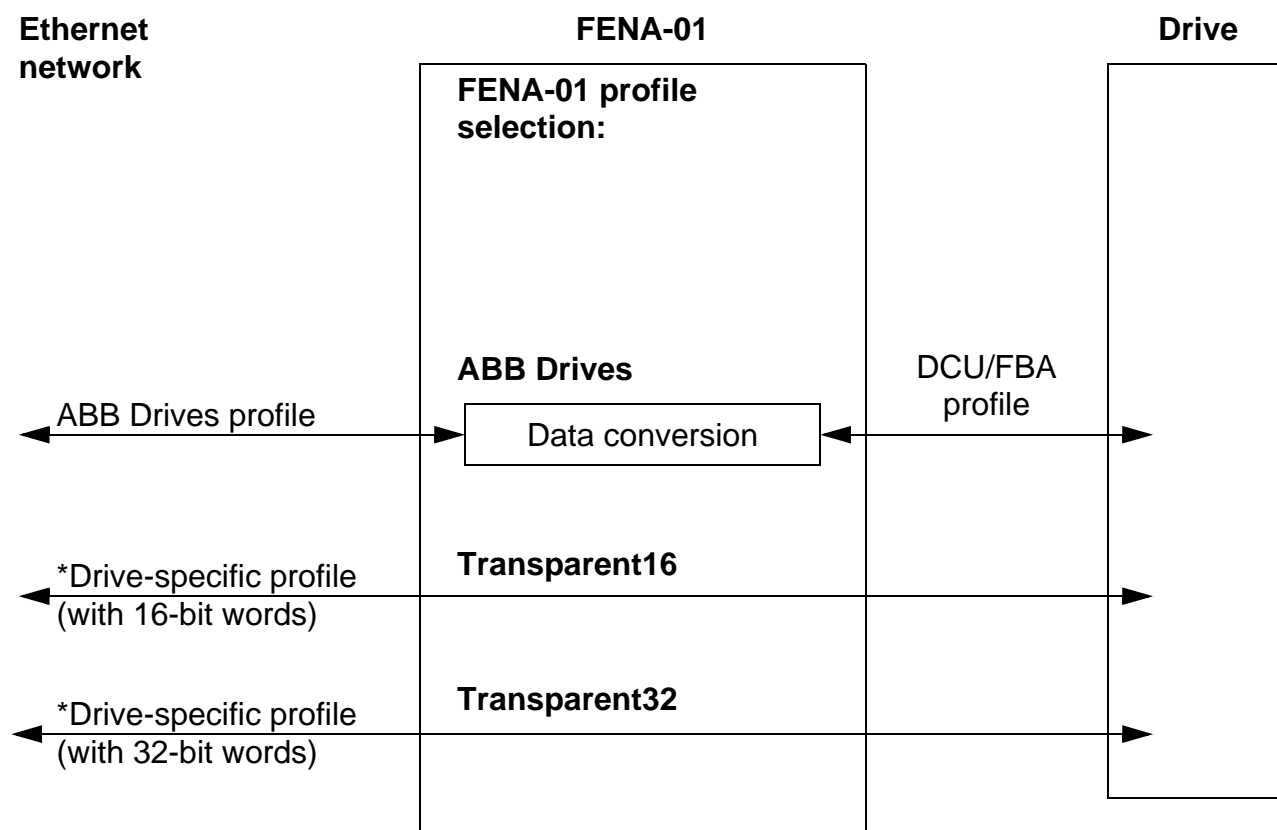 Ethernet
network
FENA-01
Drive
FENA-01 profile
selection:
ABB Drives
DCU/FBA
profile
ABB Drives profile
Data conversion
Transparent16
*Drive-specific profile
(with 16-bit words)
Transparent32
*Drive-specific profile
(with 32-bit words)